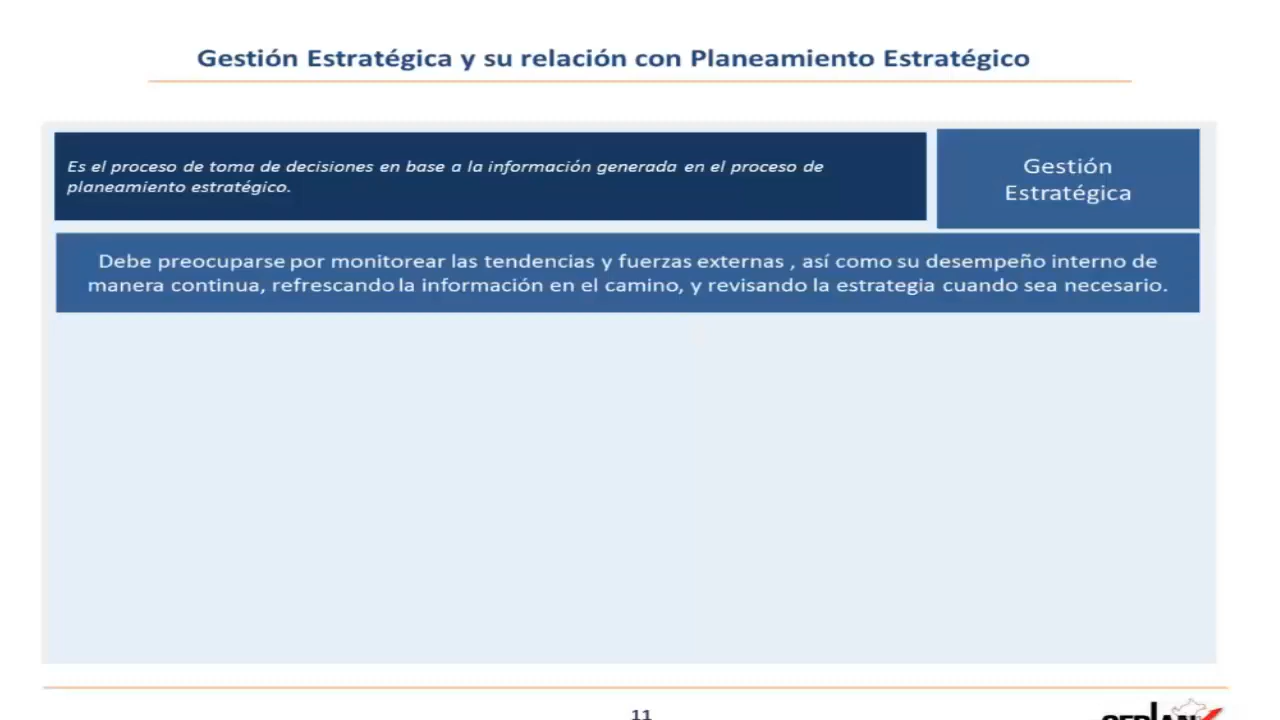 Gestión Estratégica y su relación con Planeamiento Estratégico
Es el proceso de toma de decisiones en base a la información generada en el proceso de
planeamiento estratégico.
Gestión
Estratégica
Debe preocuparse por monitorear las tendencias y fuerzas externas , así como su desempeño interno de
manera continua, refrescando la información en el camino, y revisando la estrategia cuando sea necesario.
11